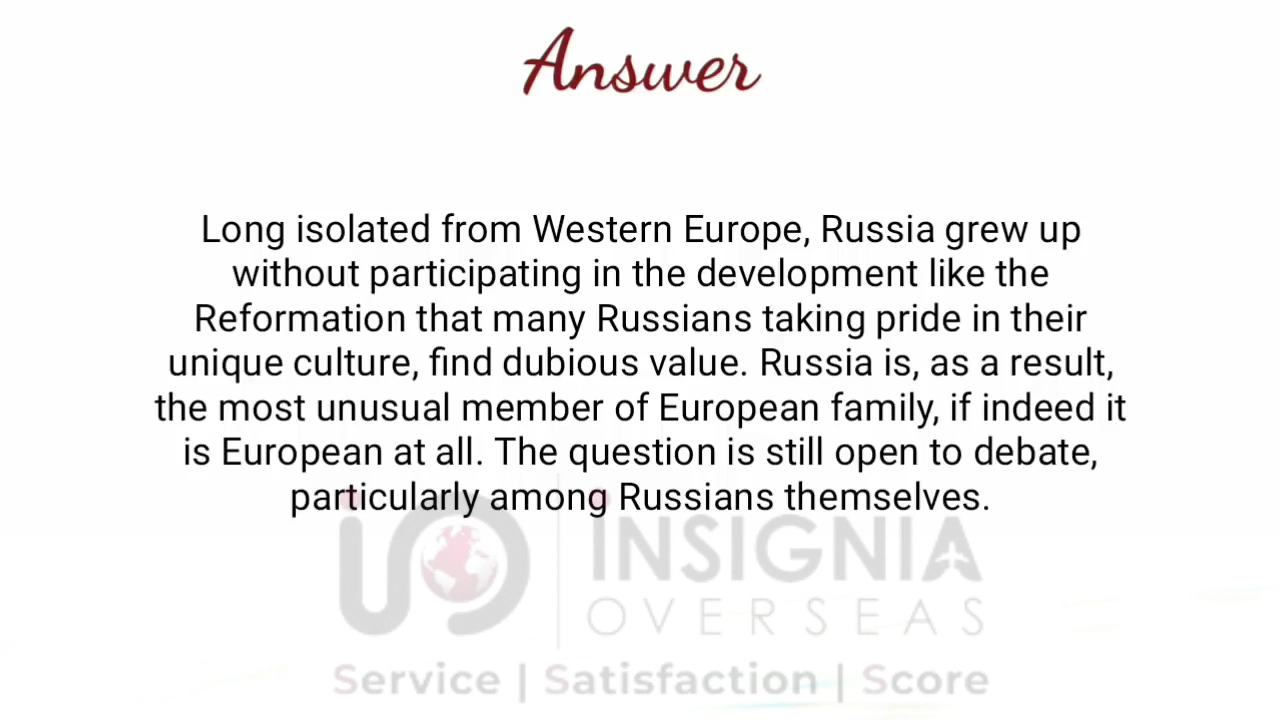 Answer
Long isolated from Western Europe, Russia grew up
without participating in the development like the
Reformation that many Russians taking pride in their
unique culture, find dubious value. Russia is, as a result,
the most unusual member of European family, if indeed it
is European at all. The question is still open to debate,
particularly among Russians themselves.
INSIGNIA
OVERSEAS
Service | Satisfaction | Score